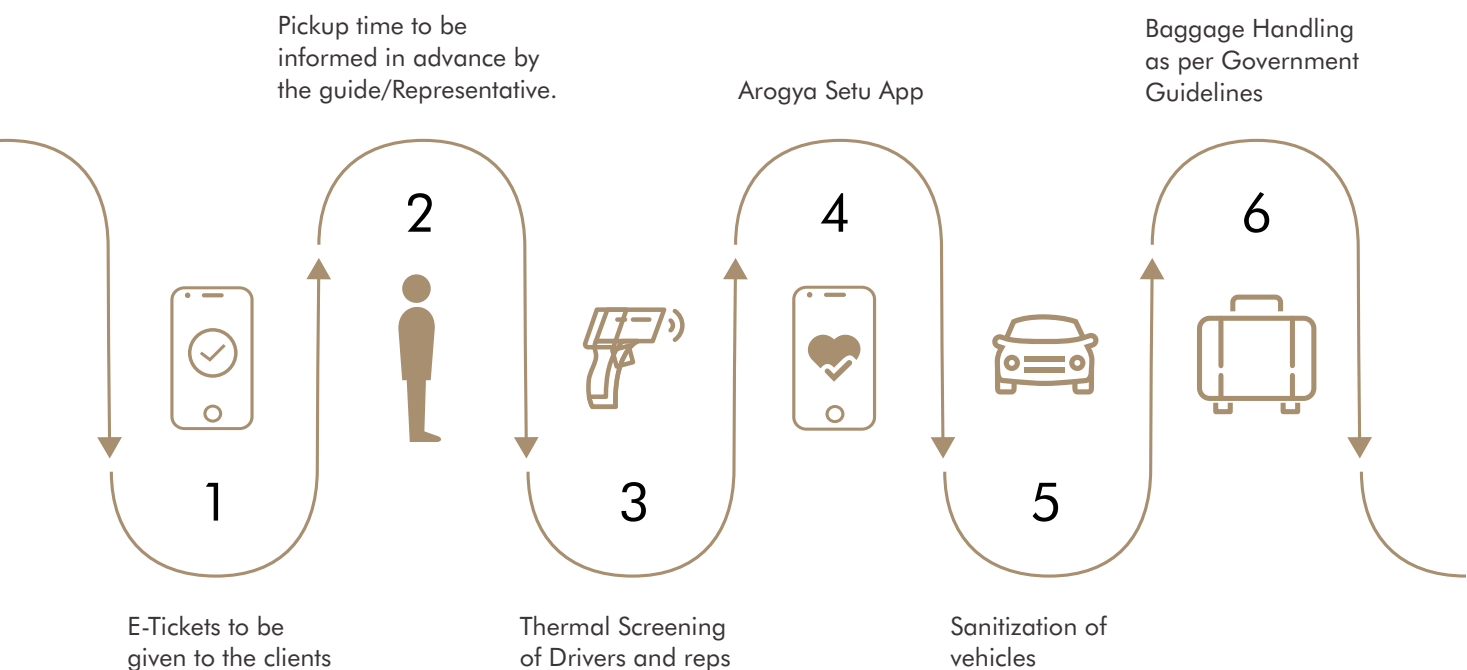 Pickup time to be
informed in advance by
the guide/Representative.
Arogya Setu App
Baggage Handling
as per Government
Guidelines
2
4
6
1
3
5
E-Tickets to be
given to the clients
Thermal Screening
of Drivers and reps
Sanitization of
vehicles